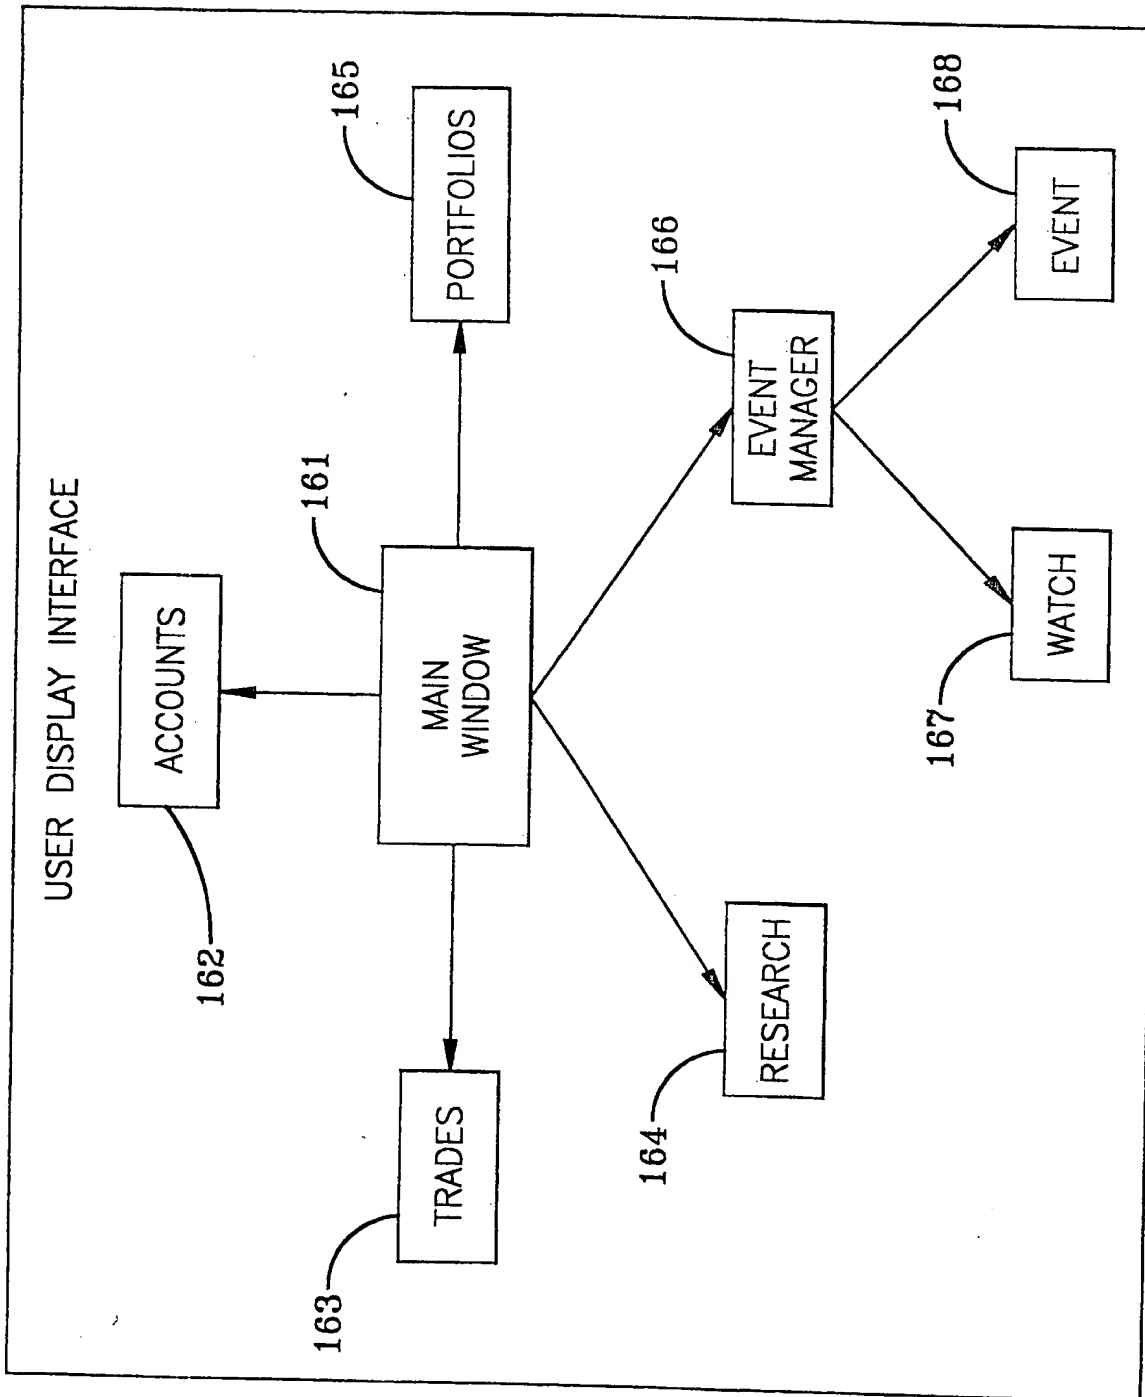 USER DISPLAY INTERFACE
162
ACCOUNTS
161
165
163
TRADES
MAIN
WINDOW
PORTFOLIOS
164
RESEARCH
166
EVENT
MANAGER
167
WATCH
168
EVENT